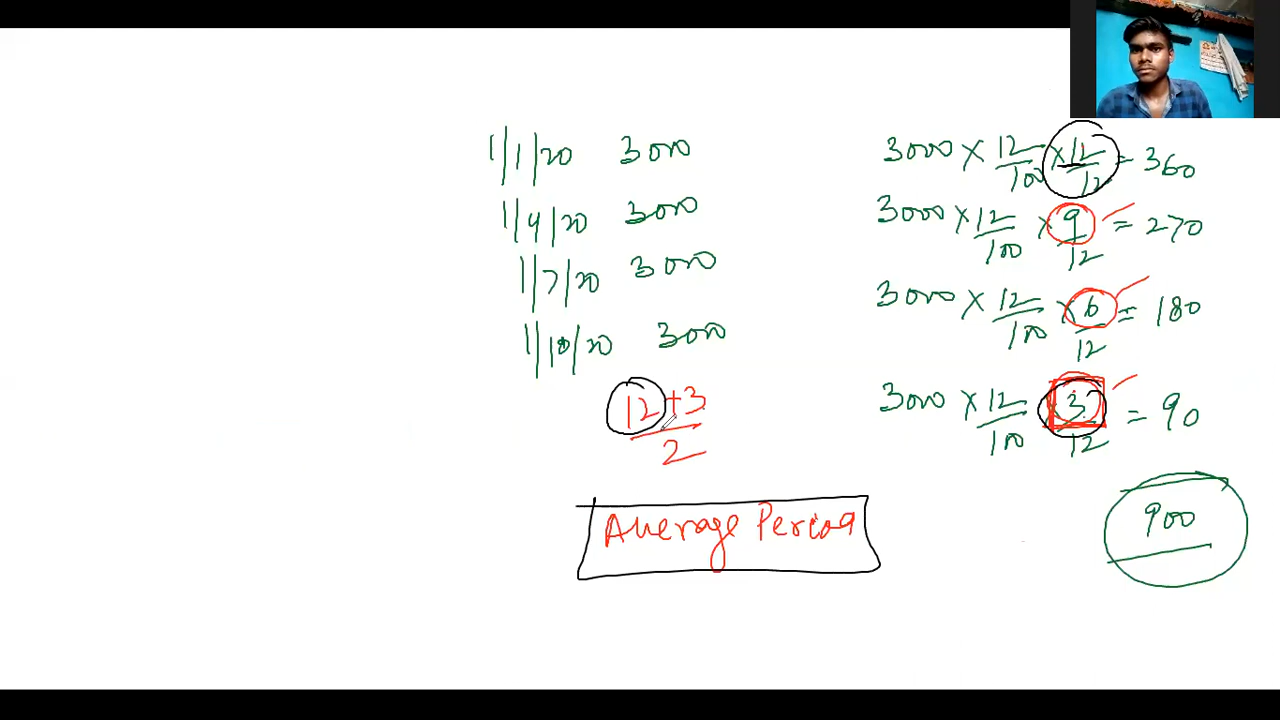 1/1/20 3000 3000 × 12/100 × 12/12 = 360
1/4/20 3000 3000 × 12/100 × 9/12 = 270
1/7/20 3000 3000 × 12/100 × 6/12 = 180
1/10/20 3000 3000 × 12/100 × 3/12 = 90
12+3
2
900
Average Period